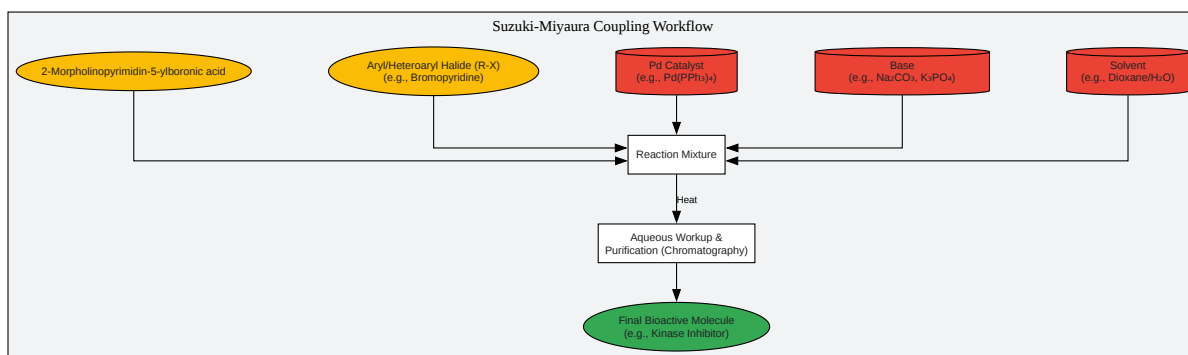 Suzuki-Miyaura Coupling Workflow
2-Morpholinopyrimidin-5-ylboronic acid
Aryl/Heteroaryl Halide (R-X)
(e.g., Bromopyridine)
Pd Catalyst
(e.g., Pd(PPh₃)₄)
Base
(e.g., Na₂CO₃, K₃PO₄)
Solvent
(e.g., Dioxane/H₂O)
Reaction Mixture
Heat
Aqueous Workup &
Purification (Chromatography)
Final Bioactive Molecule
(e.g., Kinase Inhibitor)